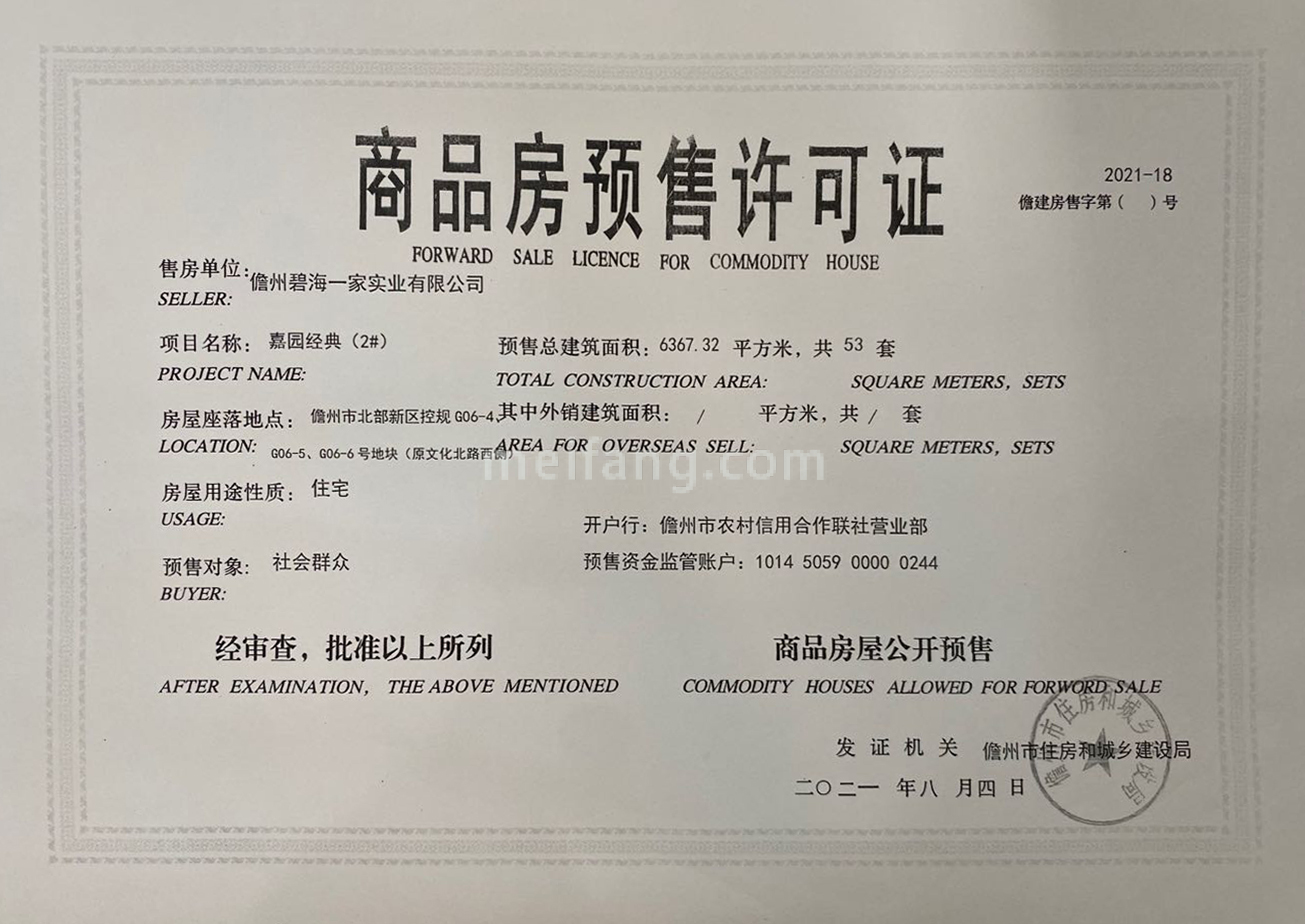 商品房预售许可证
FORWARD SALE LICENCE FOR COMMODITY HOUSE
2021-18
儋建房售字第( )号
售房单位:儋州碧海一家实业有限公司
SELLER:
项目名称: 嘉园经典(2#) 预售总建筑面积: 6367.32 平方米, 共 53 套
PROJECT NAME: TOTAL CONSTRUCTION AREA: SQUARE METERS, SETS
房屋座落地点: 儋州市北部新区控规 G06-4、其中外销建筑面积: / 平方米, 共 / 套
LOCATION: G06-5、G06-6 号地块(原文化北路西侧) AREA FOR OVERSEAS SELL: SQUARE METERS, SETS
meifang.com
房屋用途性质: 住宅
USAGE:
开户行: 儋州市农村信用合作联社营业部
预售对象: 社会群众 预售资金监管账户: 1014 5059 0000 0244
BUYER:
经审查, 批准以上所列 商品房屋公开预售
AFTER EXAMINATION, THE ABOVE MENTIONED COMMODITY HOUSES ALLOWED FOR FORWORD SALE
发证机关 儋州市住房和城乡建设局
二〇二一 年八 月四 日
儋州市住房和城乡建设局